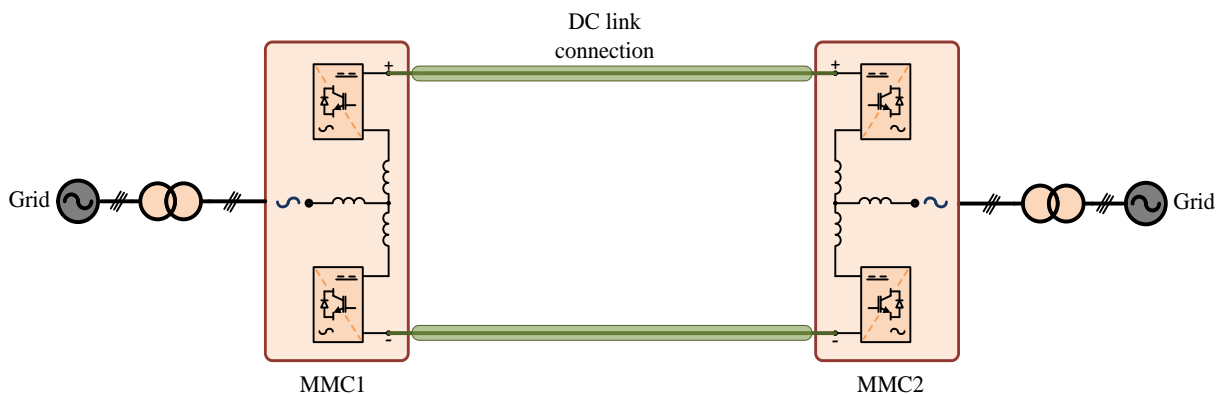 DC link
connection
+
+
Grid
Grid
-
-
MMC1
MMC2